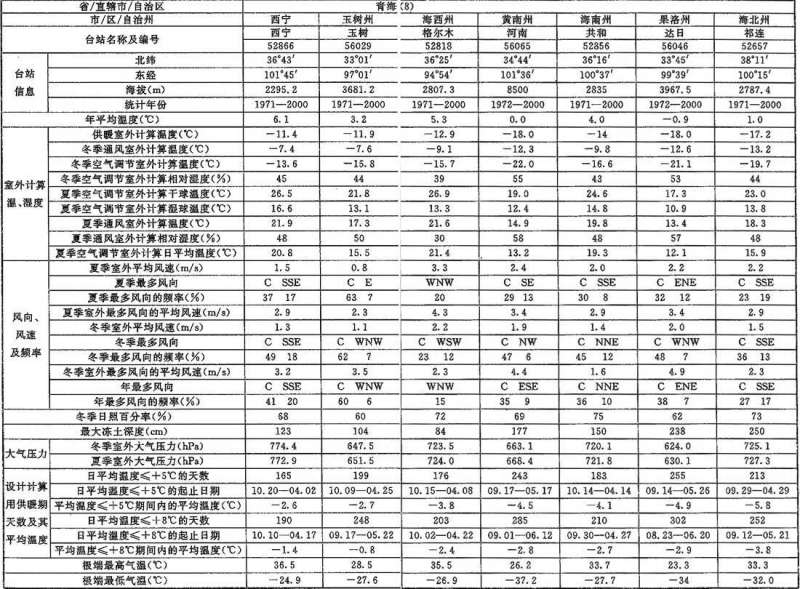 省/直辖市/自治区 青海(8)
市/区/自治州 西宁 玉树州 海西州 黄南州 海南州 果洛州 海北州
台站名称及编号 西宁 玉树 格尔木 河南 共和 达日 祁连
52866 56029 52818 56065 52856 56046 52657
台站信息 北纬 36°43′ 33°01′ 36°25′ 34°44′ 36°16′ 33°45′ 38°11′
东经 101°45′ 97°01′ 94°54′ 101°36′ 100°37′ 99°39′ 100°15′
海拔(m) 2295.2 3681.2 2807.3 8500 2835 3967.5 2787.4
统计年份 1971—2000 1971—2000 1971—2000 1972—2000 1971—2000 1972—2000 1971—2000
年平均温度(℃) 6.1 3.2 5.3 0.0 4.0 －0.9 1.0
室外计算温、湿度 供暖室外计算温度(℃) －11.4 －11.9 －12.9 －18.0 －14 －18.0 －17.2
冬季通风室外计算温度(℃) －7.4 －7.6 －9.1 －12.3 －9.8 －12.6 －13.2
冬季空气调节室外计算温度(℃) －13.6 －15.8 －15.7 －22.0 －16.6 －21.1 －19.7
冬季空气调节室外计算相对湿度(%) 45 44 39 55 43 53 44
夏季空气调节室外计算干球温度(℃) 26.5 21.8 26.9 19.0 24.6 17.3 23.0
夏季空气调节室外计算湿球温度(℃) 16.6 13.1 13.3 12.4 14.8 10.9 13.8
夏季通风室外计算温度(℃) 21.9 17.3 21.6 14.9 19.8 13.4 18.3
夏季通风室外计算相对湿度(%) 48 50 30 58 48 57 48
夏季空气调节室外计算日平均温度(℃) 20.8 15.5 21.4 13.2 19.3 12.1 15.9
风向、风速及频率 夏季室外平均风速(m/s) 1.5 0.8 3.3 2.4 2.0 2.2 2.2
夏季最多风向 C SSE C E WNW C SE C SSE C ENE C SSE
夏季最多风向的频率(%) 37 17 63 7 20 29 13 30 8 32 12 23 19
夏季室外最多风向的平均风速(m/s) 2.9 2.3 4.3 3.4 2.9 3.4 2.9
冬季室外平均风速(m/s) 1.3 1.1 2.2 1.9 1.4 2.0 1.5
冬季最多风向 C SSE C WNW C WSW C NW C NNE C WNW C SSE
冬季最多风向的频率(%) 49 18 62 7 23 12 47 6 45 12 48 7 36 13
冬季室外最多风向的平均风速(m/s) 3.2 3.5 2.3 4.4 1.6 4.9 2.3
年最多风向 C SSE C WNW WNW C ESE C NNE C ENE C SSE
年最多风向的频率(%) 41 20 60 6 15 35 9 36 10 38 7 27 17
冬季日照百分率(%) 68 60 72 69 75 62 73
最大冻土深度(cm) 123 104 84 177 150 238 250
大气压力 冬季室外大气压力(hPa) 774.4 647.5 723.5 663.1 720.1 624.0 725.1
夏季室外大气压力(hPa) 772.9 651.5 724.0 668.4 721.8 630.1 727.3
设计计算用供暖期天数及其平均温度 日平均温度≤＋5℃的天数 165 199 176 243 183 255 213
日平均温度≤＋5℃的起止日期 10.20—04.02 10.09—04.25 10.15—04.08 09.17—05.17 10.14—04.14 09.14—05.26 09.29—04.29
平均温度≤＋5℃期间内的平均温度(℃) －2.6 －2.7 －3.8 －4.5 －4.1 －4.9 －5.8
日平均温度≤＋8℃的天数 190 248 203 285 210 302 252
日平均温度≤＋8℃的起止日期 10.10—04.17 09.17—05.22 10.02—04.22 09.01—06.12 09.30—04.27 08.23—06.20 09.12—05.21
平均温度≤＋8℃期间内的平均温度(℃) －1.4 －0.8 －2.4 －2.8 －2.7 －2.9 －3.8
极端最高气温(℃) 36.5 28.5 35.5 26.2 33.7 23.3 33.3
极端最低气温(℃) －24.9 －27.6 －26.9 －37.2 －27.7 －34 －32.0